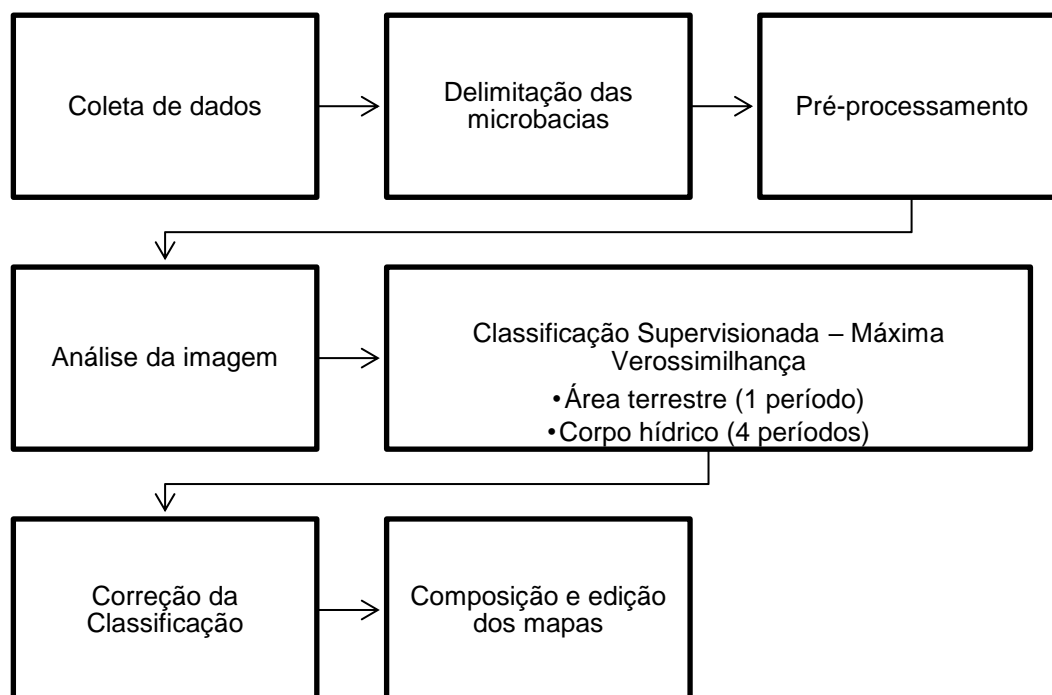 Coleta de dados
Delimitação das
microbacias
Pré-processamento
Análise da imagem
Classificação Supervisionada – Máxima
Verossimilhança
•Área terrestre (1 período)
•Corpo hídrico (4 períodos)
Correção da
Classificação
Composição e edição
dos mapas